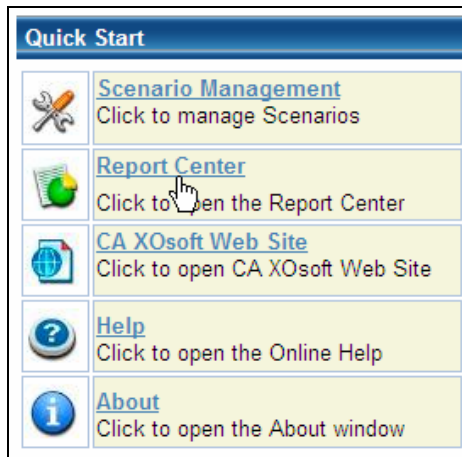 Quick Start
Scenario Management
Click to manage Scenarios
Report Center
Click to open the Report Center
CA XOsoft Web Site
Click to open CA XOsoft Web Site
Help
Click to open the Online Help
About
Click to open the About window